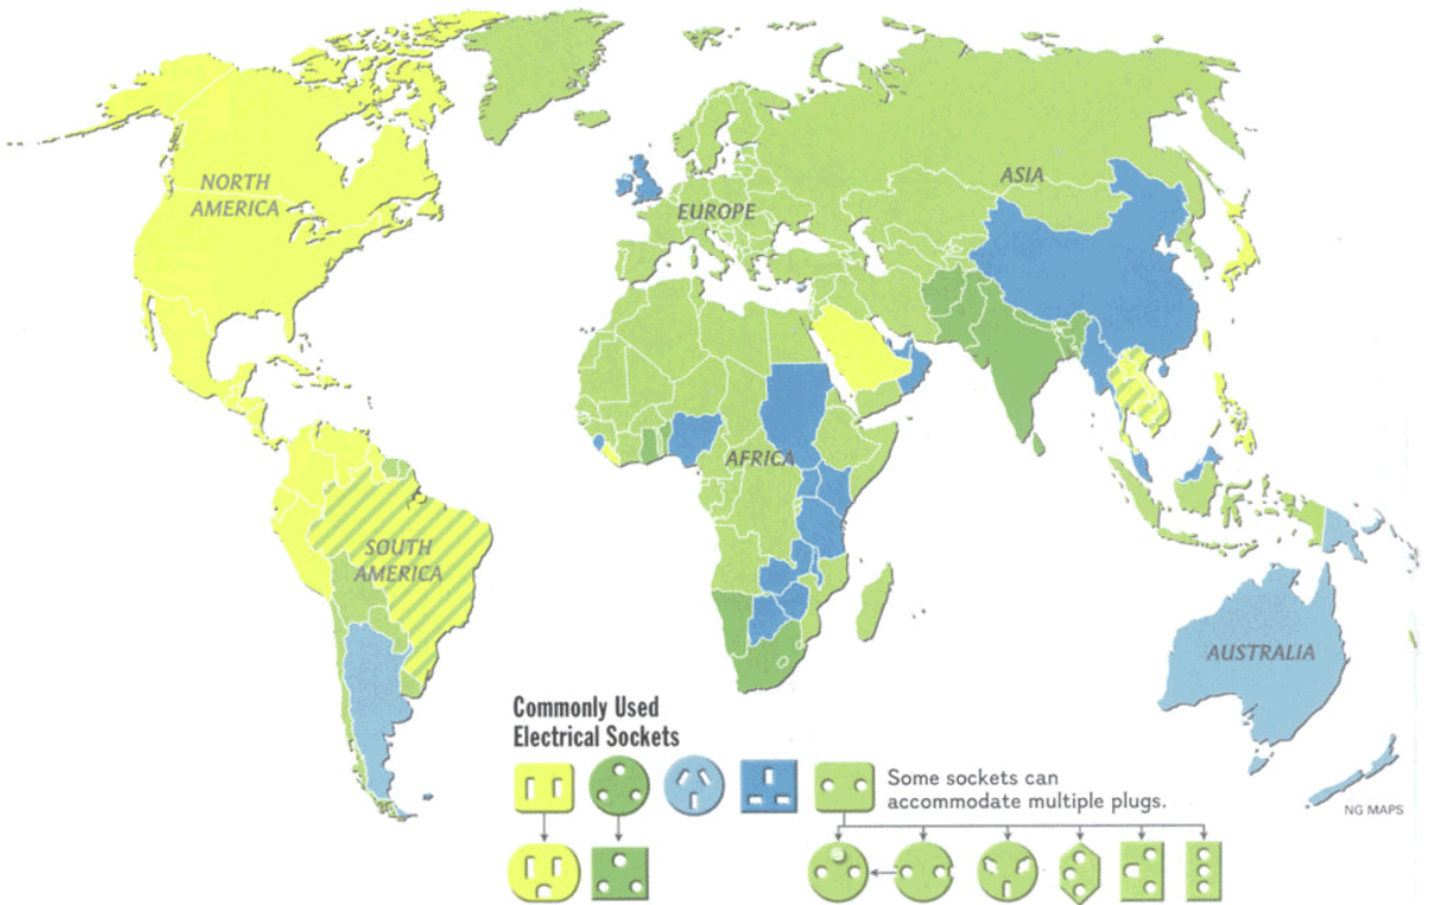 NORTH
AMERICA
EUROPE
ASIA
AFRICA
SOUTH
AMERICA
AUSTRALIA
Commonly Used
Electrical Sockets
Some sockets can
accommodate multiple plugs.
NG MAPS